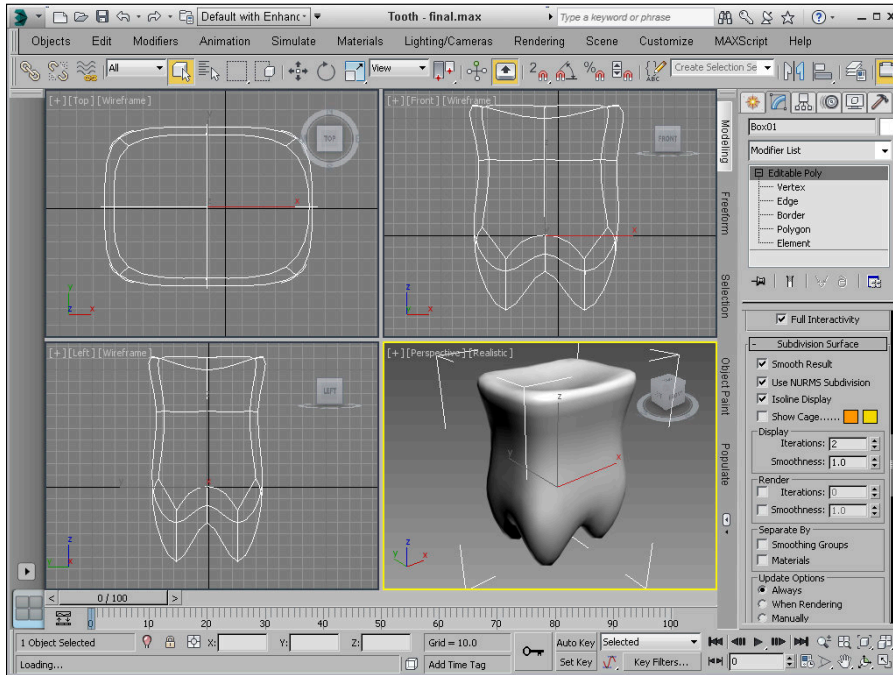 Default with Enhanc
Tooth - final.max
Type a keyword or phrase
Objects Edit Modifiers Animation Simulate Materials Lighting/Cameras Rendering Scene Customize MAXScript Help
All
View
2
%
ABC
Create Selection Se
[+] [Top] [Wireframe]
TOP
[+] [Front] [Wireframe]
FRONT
Modeling
Freeform
Selection
Object Paint
Populate
[+] [Left] [Wireframe]
LEFT
[+] [Perspective] [Realistic]
Box01
Modifier List
Editable Poly
Vertex
Edge
Border
Polygon
Element
Full Interactivity
- Subdivision Surface
Smooth Result
Use NURMS Subdivision
Isoline Display
Show Cage......
Display
Iterations: 2
Smoothness: 1.0
Render
Iterations: 0
Smoothness: 1.0
Separate By
Smoothing Groups
Materials
Update Options
Always
When Rendering
Manually
< 0 / 100 >
0 10 20 30 40 50 60 70 80 90 100
1 Object Selected X: Y: Z: Grid = 10.0 Auto Key Selected
Loading... Add Time Tag Set Key Key Filters... 0